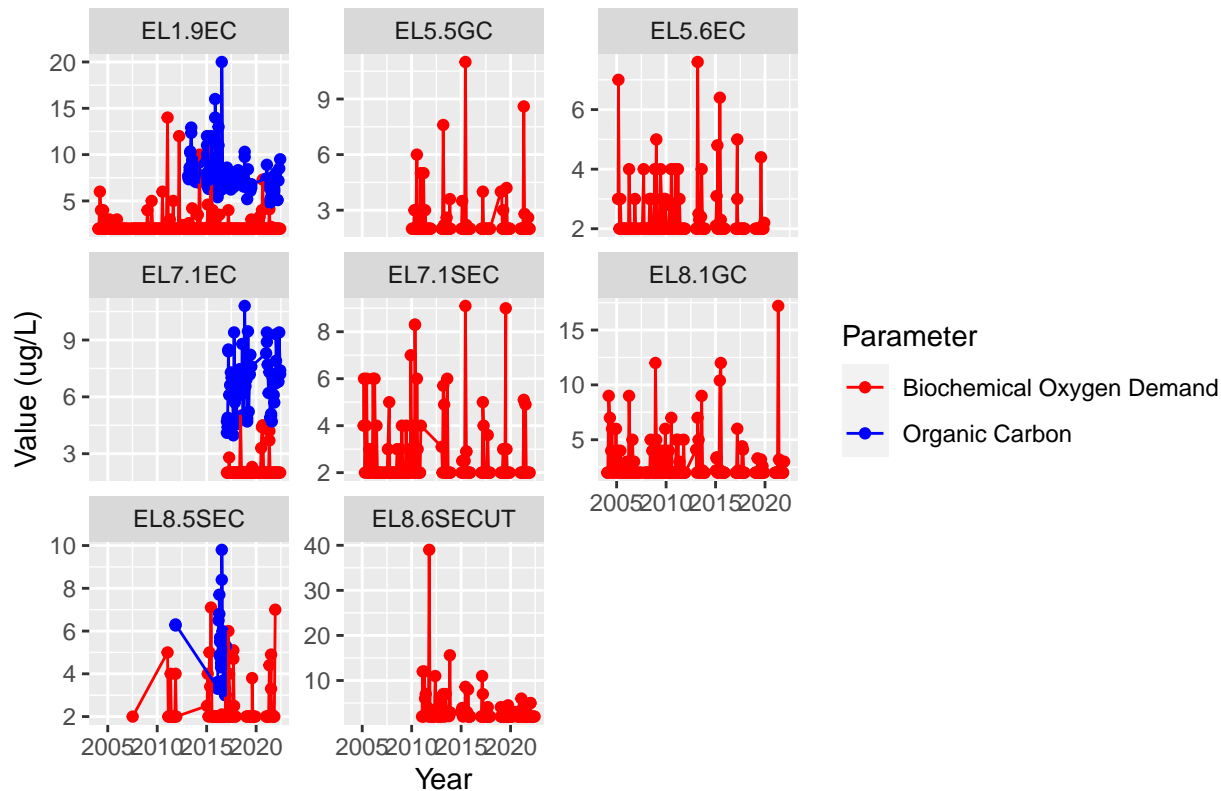 EL1.9EC
EL5.5GC
EL5.6EC
20
15
10
5
9
6
3
6
4
2
EL7.1EC
EL7.1SEC
EL8.1GC
9
6
3
8
6
4
2
15
10
5
2005 2010 2015 2020
EL8.5SEC
EL8.6SECUT
10
8
6
4
2
40
30
20
10
2005 2010 2015 2020
2005 2010 2015 2020
Year
Value (ug/L)
Parameter
Biochemical Oxygen Demand
Organic Carbon